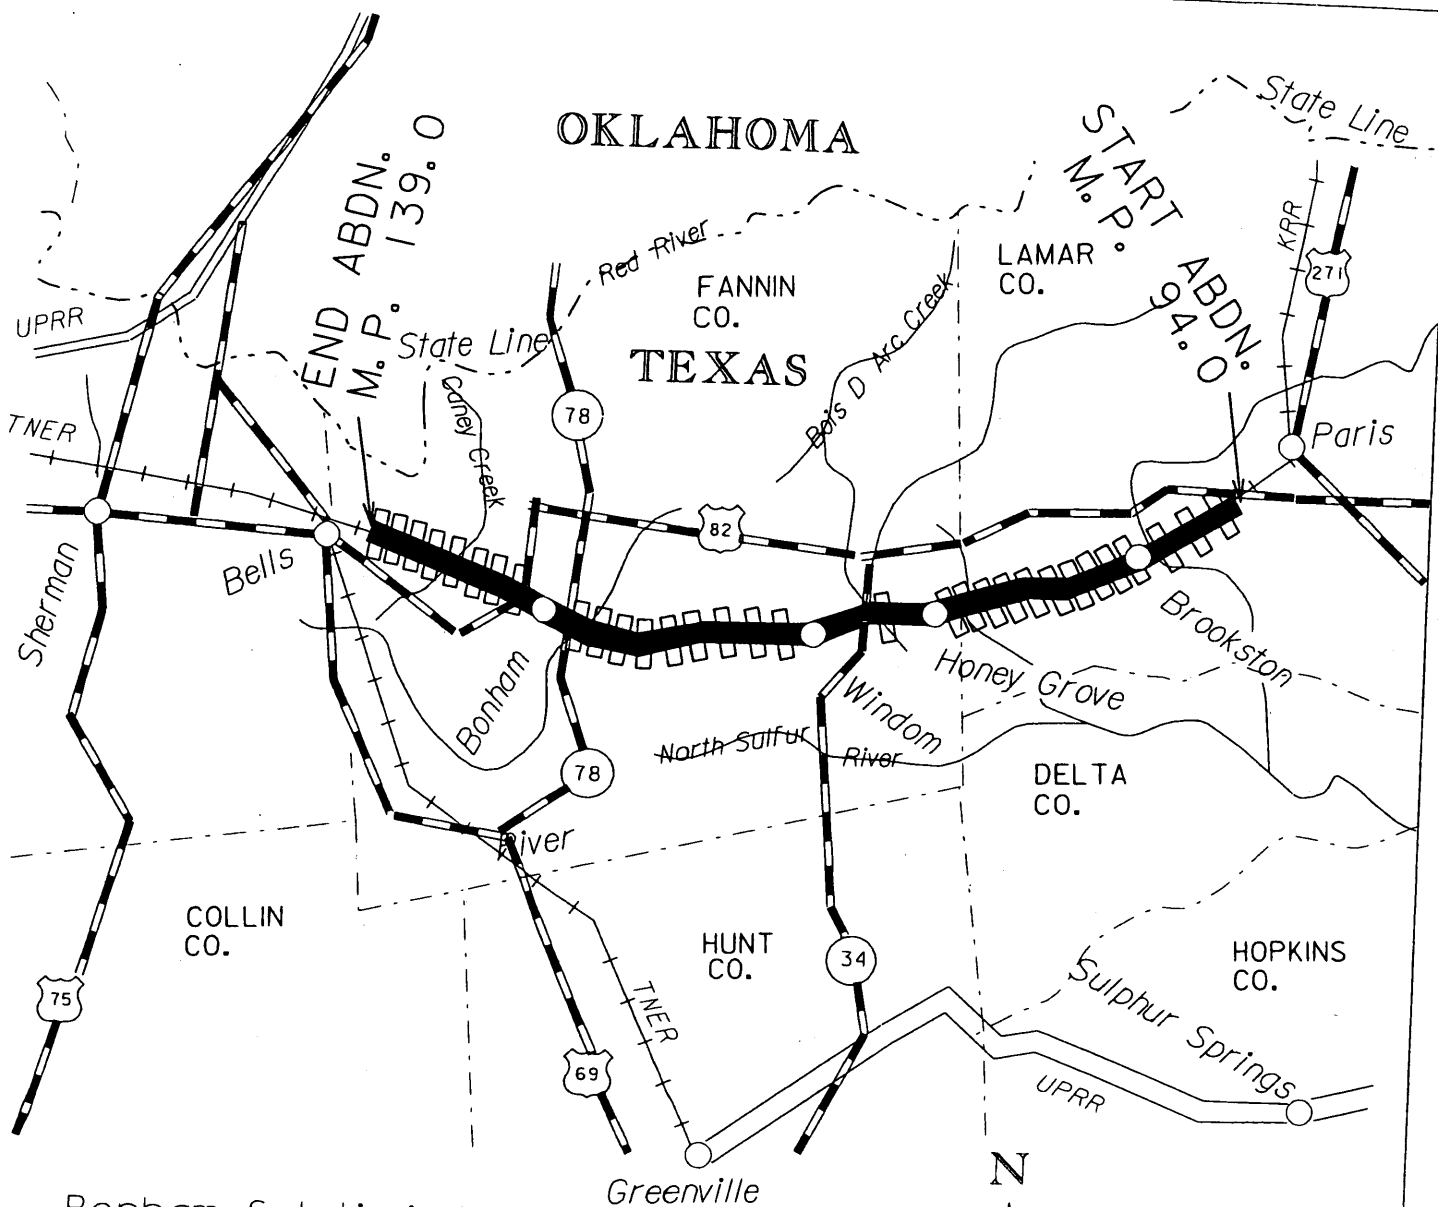 OKLAHOMA
State Line
START ABDN.
M. P. 94. 0
END ABDN.
M. P. 139. 0
KRR
271
Red River
FANNIN
CO.
LAMAR
CO.
UPRR
State Line
TEXAS
Bois D Arc Creek
Caney Creek
78
TNER
Paris
82
Bells
Sherman
Bonham
Brookston
Honey Grove
Windom
North Sulfur
River
78
DELTA
CO.
River
COLLIN
CO.
HUNT
CO.
34
HOPKINS
CO.
75
TNER
Sulphur Springs
69
UPRR
N
Greenville